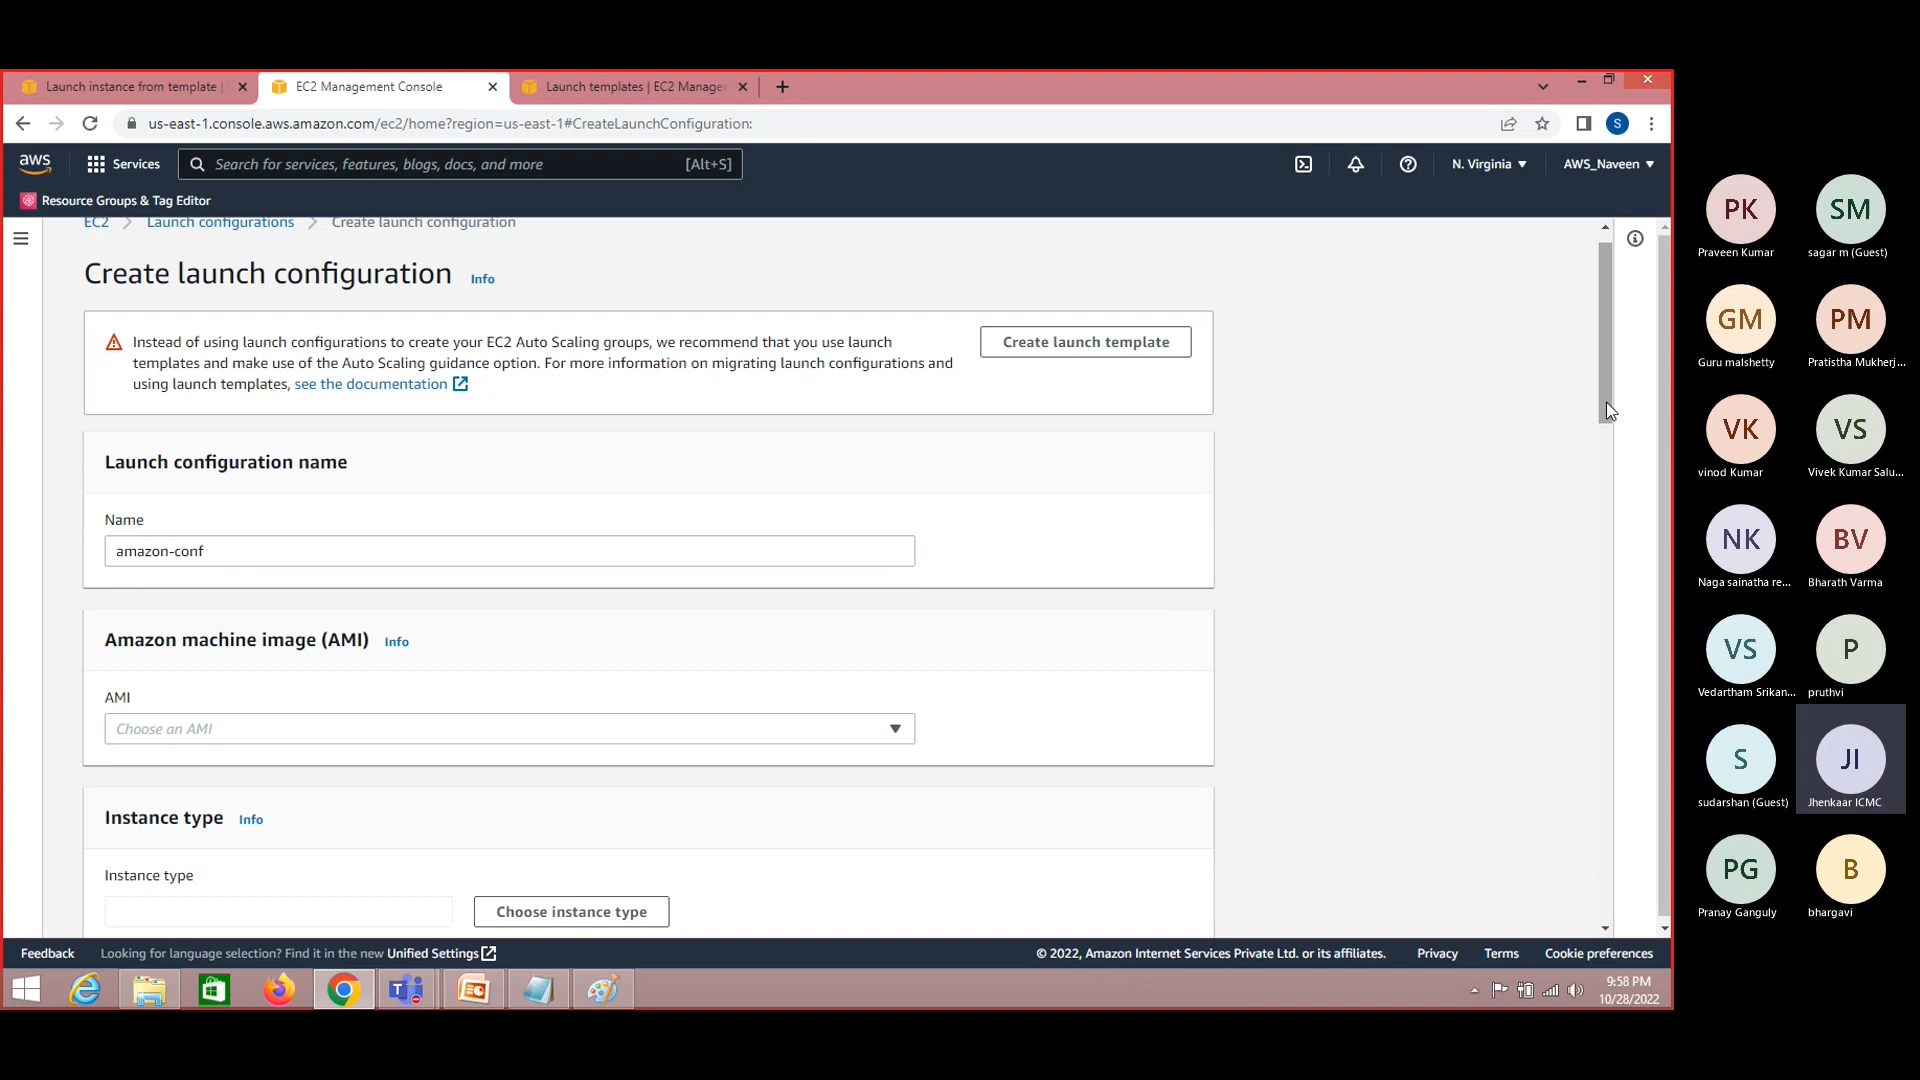 Launch instance from template |
EC2 Management Console
Launch templates | EC2 Manage
us-east-1.console.aws.amazon.com/ec2/home?region=us-east-1#CreateLaunchConfiguration:
S
aws
Services
Search for services, features, blogs, docs, and more
[Alt+S]
N. Virginia
AWS_Naveen
Resource Groups & Tag Editor
EC2
Launch configurations
Create launch configuration
Create launch configuration Info
Instead of using launch configurations to create your EC2 Auto Scaling groups, we recommend that you use launch
templates and make use of the Auto Scaling guidance option. For more information on migrating launch configurations and
using launch templates, see the documentation
Create launch template
Launch configuration name
Name
amazon-conf
Amazon machine image (AMI) Info
AMI
Choose an AMI
Instance type Info
Instance type
Choose instance type
Feedback
Looking for language selection? Find it in the new Unified Settings
© 2022, Amazon Internet Services Private Ltd. or its affiliates.
Privacy
Terms
Cookie preferences
9:58 PM
10/28/2022
PK
Praveen Kumar
SM
sagar m (Guest)
GM
Guru malshetty
PM
Pratistha Mukherj...
VK
vinod Kumar
VS
Vivek Kumar Salu...
NK
Naga sainatha re...
BV
Bharath Varma
VS
Vedartham Srikan...
P
pruthvi
S
sudarshan (Guest)
JI
Jhenkaar ICMC
PG
Pranay Ganguly
B
bhargavi